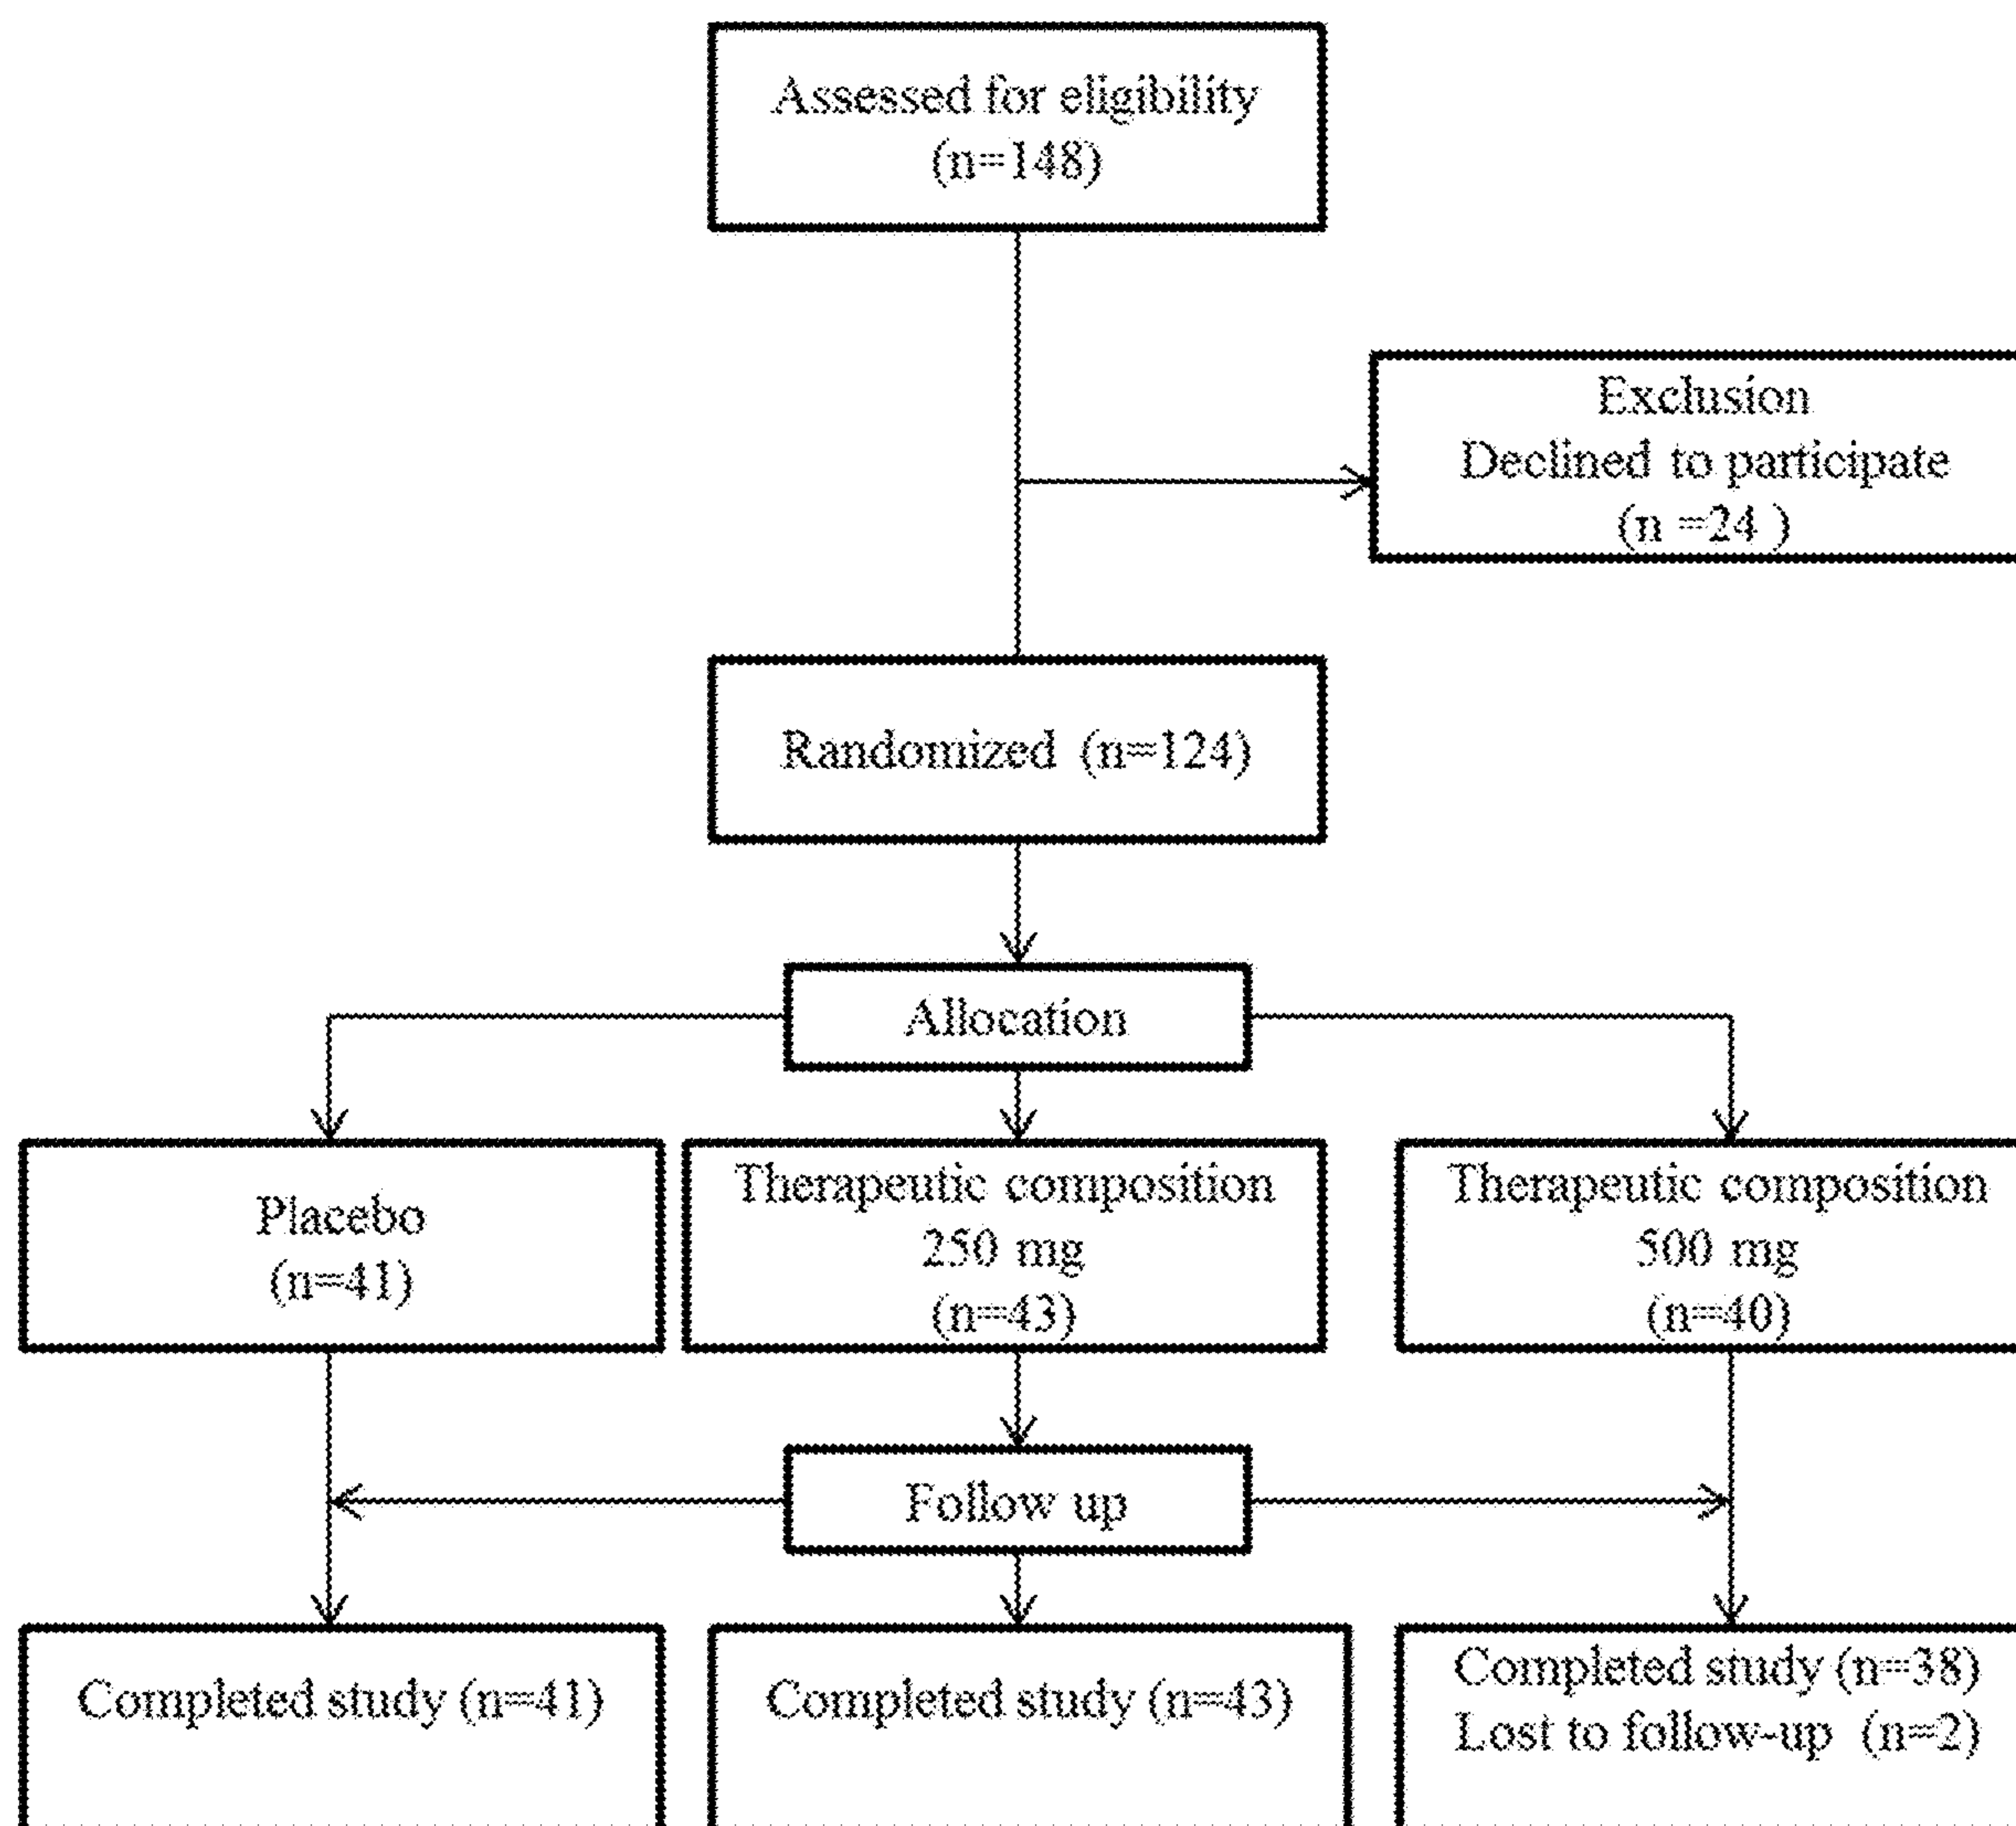 Assessed for eligibility
(n=148)
Exclusion
Declined to participate
(n =24 )
Randomized (n=124)
Allocation
Placebo
(n=41)
Therapeutic composition
250 mg
(n=43)
Therapeutic composition
500 mg
(n=40)
Follow up
Completed study (n=41)
Completed study (n=43)
Completed study (n=38)
Lost to follow-up (n=2)